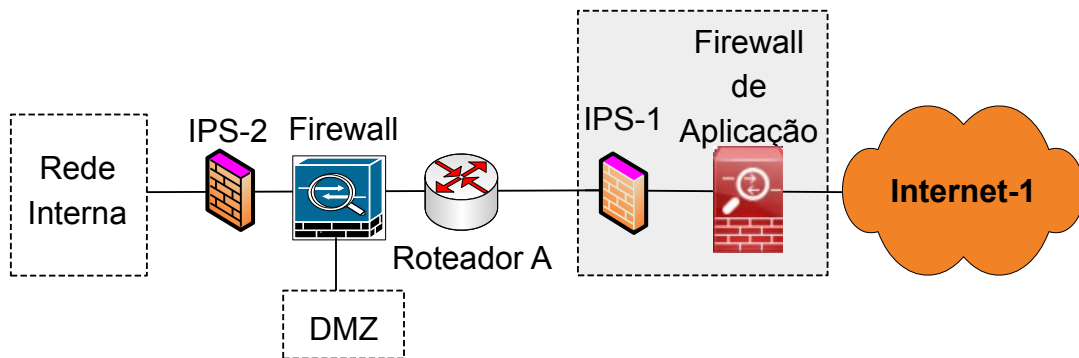 Rede
Interna
IPS-2
Firewall
DMZ
Roteador A
IPS-1
Firewall
de
Aplicação
Internet-1